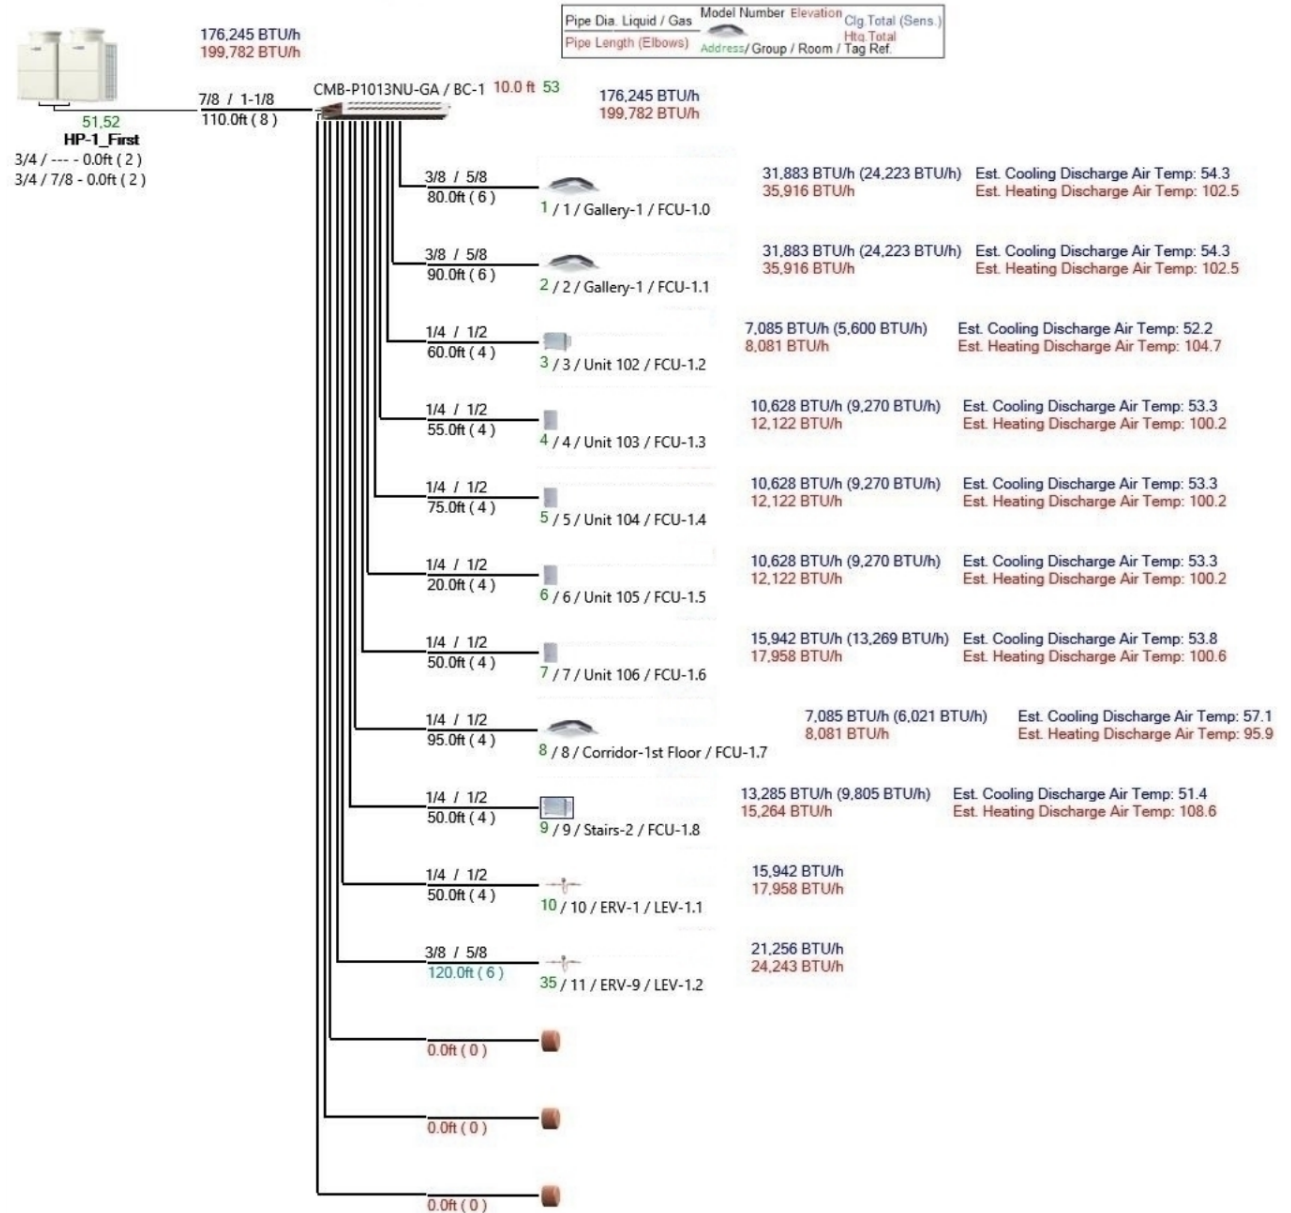 Pipe Dia. Liquid / Gas Model Number Elevation Clg.Total (Sens.)
Htg.Total
Pipe Length (Elbows) Address/ Group / Room / Tag Ref.
176,245 BTU/h
199,782 BTU/h
7/8 / 1-1/8
110.0ft ( 8 )
CMB-P1013NU-GA / BC-1 10.0 ft 53
176,245 BTU/h
199,782 BTU/h
51,52
HP-1_First
3/4 / --- - 0.0ft ( 2 )
3/4 / 7/8 - 0.0ft ( 2 )
3/8 / 5/8
80.0ft ( 6 )
1 / 1 / Gallery-1 / FCU-1.0
31,883 BTU/h (24,223 BTU/h) Est. Cooling Discharge Air Temp: 54.3
35,916 BTU/h Est. Heating Discharge Air Temp: 102.5
3/8 / 5/8
90.0ft ( 6 )
2 / 2 / Gallery-1 / FCU-1.1
31,883 BTU/h (24,223 BTU/h) Est. Cooling Discharge Air Temp: 54.3
35,916 BTU/h Est. Heating Discharge Air Temp: 102.5
1/4 / 1/2
60.0ft ( 4 )
3 / 3 / Unit 102 / FCU-1.2
7,085 BTU/h (5,600 BTU/h) Est. Cooling Discharge Air Temp: 52.2
8,081 BTU/h Est. Heating Discharge Air Temp: 104.7
1/4 / 1/2
55.0ft ( 4 )
4 / 4 / Unit 103 / FCU-1.3
10,628 BTU/h (9,270 BTU/h) Est. Cooling Discharge Air Temp: 53.3
12,122 BTU/h Est. Heating Discharge Air Temp: 100.2
1/4 / 1/2
75.0ft ( 4 )
5 / 5 / Unit 104 / FCU-1.4
10,628 BTU/h (9,270 BTU/h) Est. Cooling Discharge Air Temp: 53.3
12,122 BTU/h Est. Heating Discharge Air Temp: 100.2
1/4 / 1/2
20.0ft ( 4 )
6 / 6 / Unit 105 / FCU-1.5
10,628 BTU/h (9,270 BTU/h) Est. Cooling Discharge Air Temp: 53.3
12,122 BTU/h Est. Heating Discharge Air Temp: 100.2
1/4 / 1/2
50.0ft ( 4 )
7 / 7 / Unit 106 / FCU-1.6
15,942 BTU/h (13,269 BTU/h) Est. Cooling Discharge Air Temp: 53.8
17,958 BTU/h Est. Heating Discharge Air Temp: 100.6
1/4 / 1/2
95.0ft ( 4 )
8 / 8 / Corridor-1st Floor / FCU-1.7
7,085 BTU/h (6,021 BTU/h) Est. Cooling Discharge Air Temp: 57.1
8,081 BTU/h Est. Heating Discharge Air Temp: 95.9
1/4 / 1/2
50.0ft ( 4 )
9 / 9 / Stairs-2 / FCU-1.8
13,285 BTU/h (9,805 BTU/h) Est. Cooling Discharge Air Temp: 51.4
15,264 BTU/h Est. Heating Discharge Air Temp: 108.6
1/4 / 1/2
50.0ft ( 4 )
10 / 10 / ERV-1 / LEV-1.1
15,942 BTU/h
17,958 BTU/h
3/8 / 5/8
120.0ft ( 6 )
35 / 11 / ERV-9 / LEV-1.2
21,256 BTU/h
24,243 BTU/h
0.0ft ( 0 )
0.0ft ( 0 )
0.0ft ( 0 )